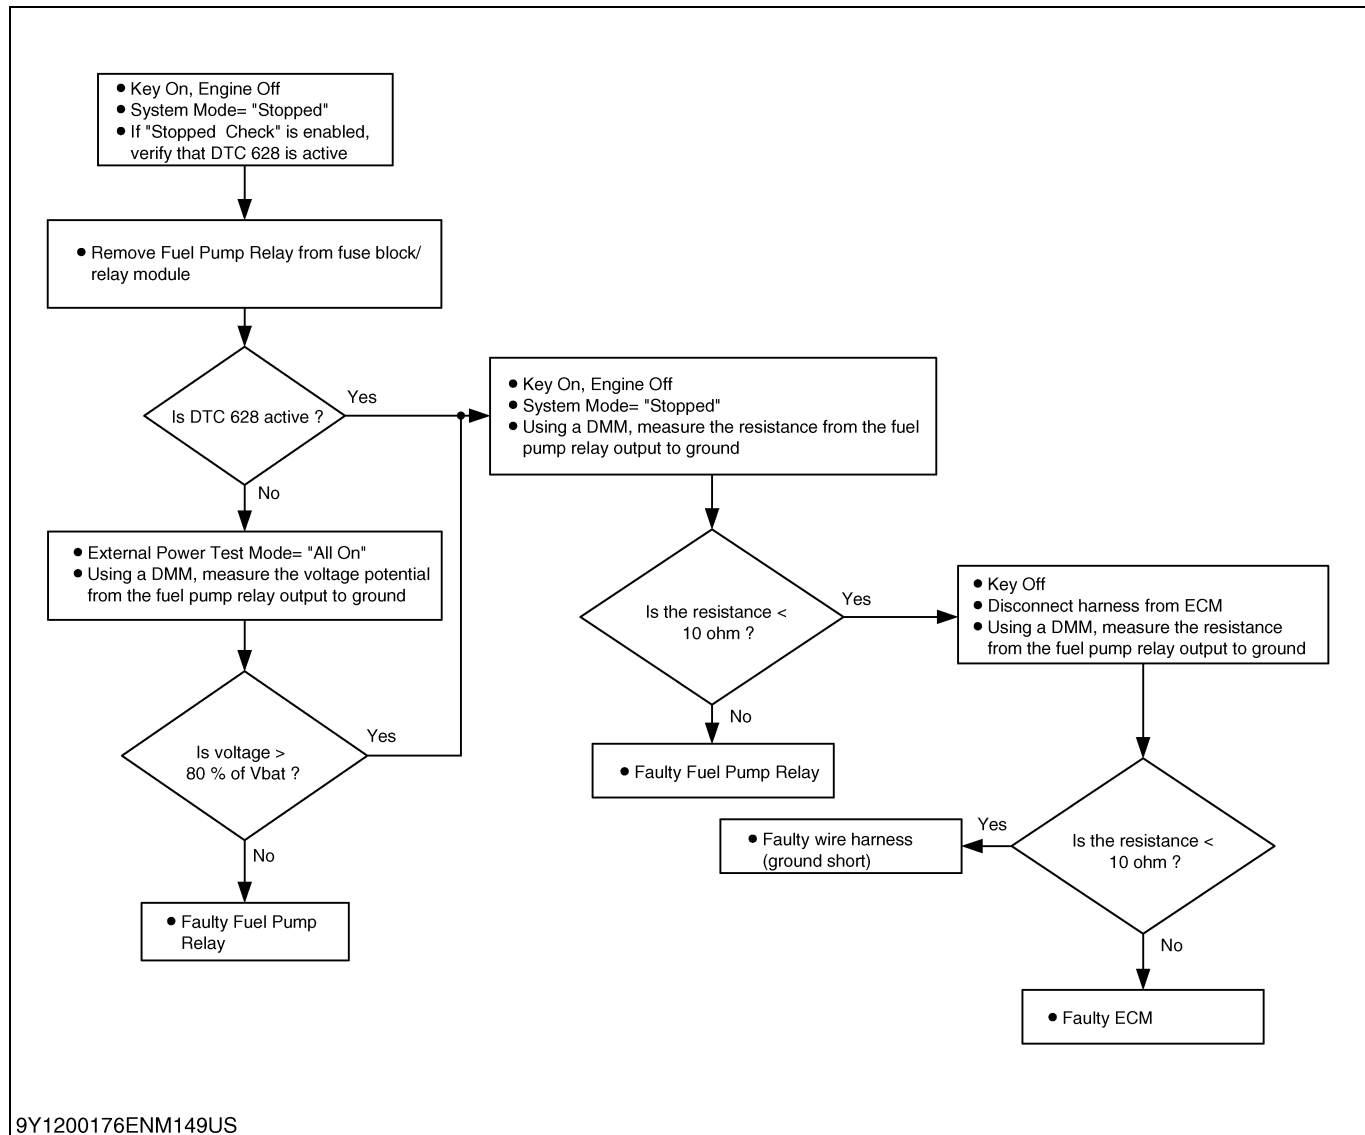 ● Key On, Engine Off
● System Mode= "Stopped"
● If "Stopped Check" is enabled,
verify that DTC 628 is active
● Remove Fuel Pump Relay from fuse block/
relay module
Is DTC 628 active ?
Yes
No
● External Power Test Mode= "All On"
● Using a DMM, measure the voltage potential
from the fuel pump relay output to ground
Is voltage >
80 % of Vbat ?
Yes
No
● Faulty Fuel Pump
Relay
● Key On, Engine Off
● System Mode= "Stopped"
● Using a DMM, measure the resistance from the fuel
pump relay output to ground
Is the resistance <
10 ohm ?
Yes
No
● Faulty Fuel Pump Relay
● Key Off
● Disconnect harness from ECM
● Using a DMM, measure the resistance
from the fuel pump relay output to ground
Is the resistance <
10 ohm ?
Yes
● Faulty wire harness
(ground short)
No
● Faulty ECM
9Y1200176ENM149US